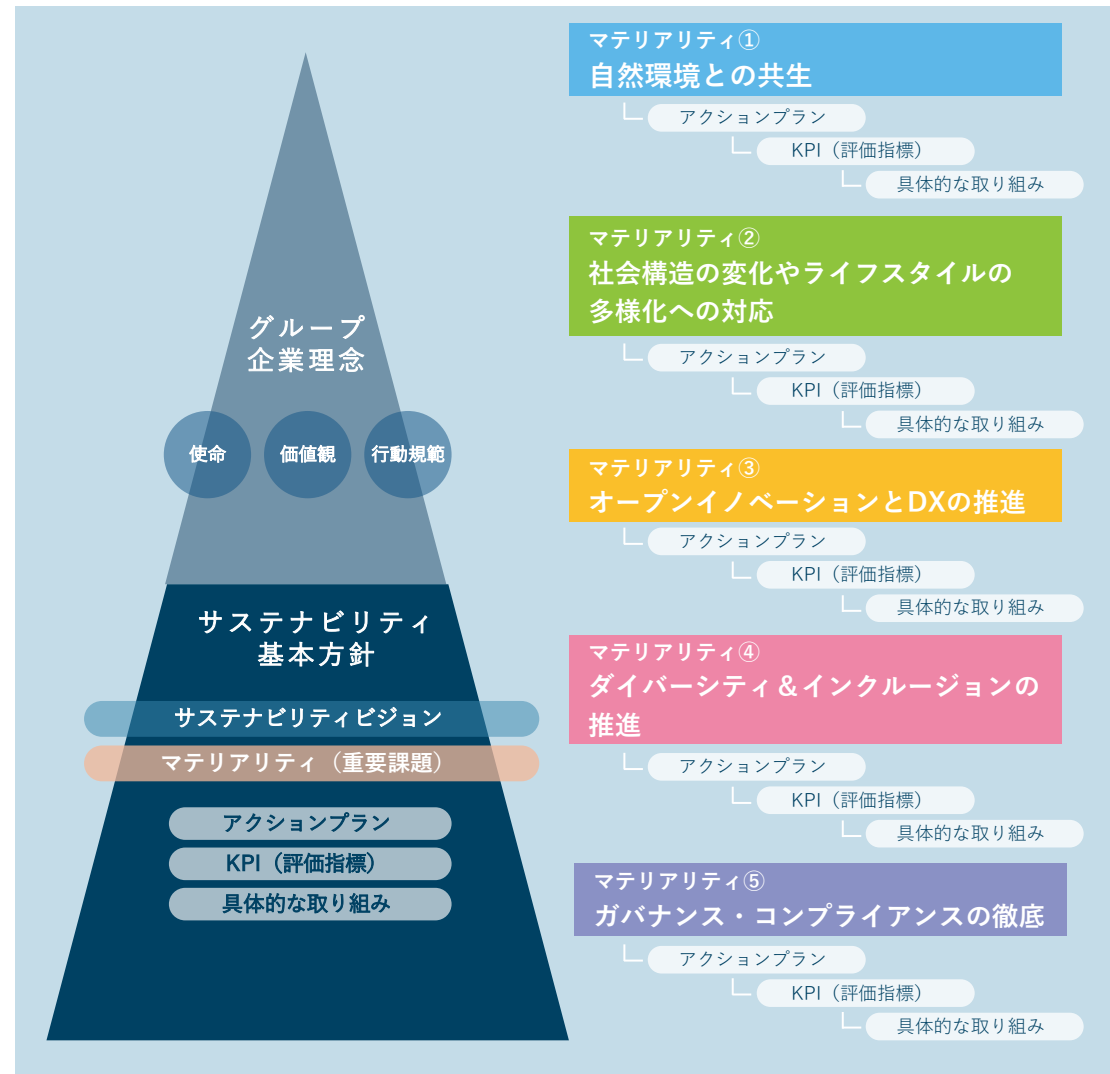 グループ
企業理念
使命
価値観
行動規範
サステナビリティ
基本方針
サステナビリティビジョン
マテリアリティ（重要課題）
アクションプラン
KPI（評価指標）
具体的な取り組み
マテリアリティ①
自然環境との共生
アクションプラン
KPI（評価指標）
具体的な取り組み
マテリアリティ②
社会構造の変化やライフスタイルの
多様化への対応
アクションプラン
KPI（評価指標）
具体的な取り組み
マテリアリティ③
オープンイノベーションとDXの推進
アクションプラン
KPI（評価指標）
具体的な取り組み
マテリアリティ④
ダイバーシティ＆インクルージョンの
推進
アクションプラン
KPI（評価指標）
具体的な取り組み
マテリアリティ⑤
ガバナンス・コンプライアンスの徹底
アクションプラン
KPI（評価指標）
具体的な取り組み